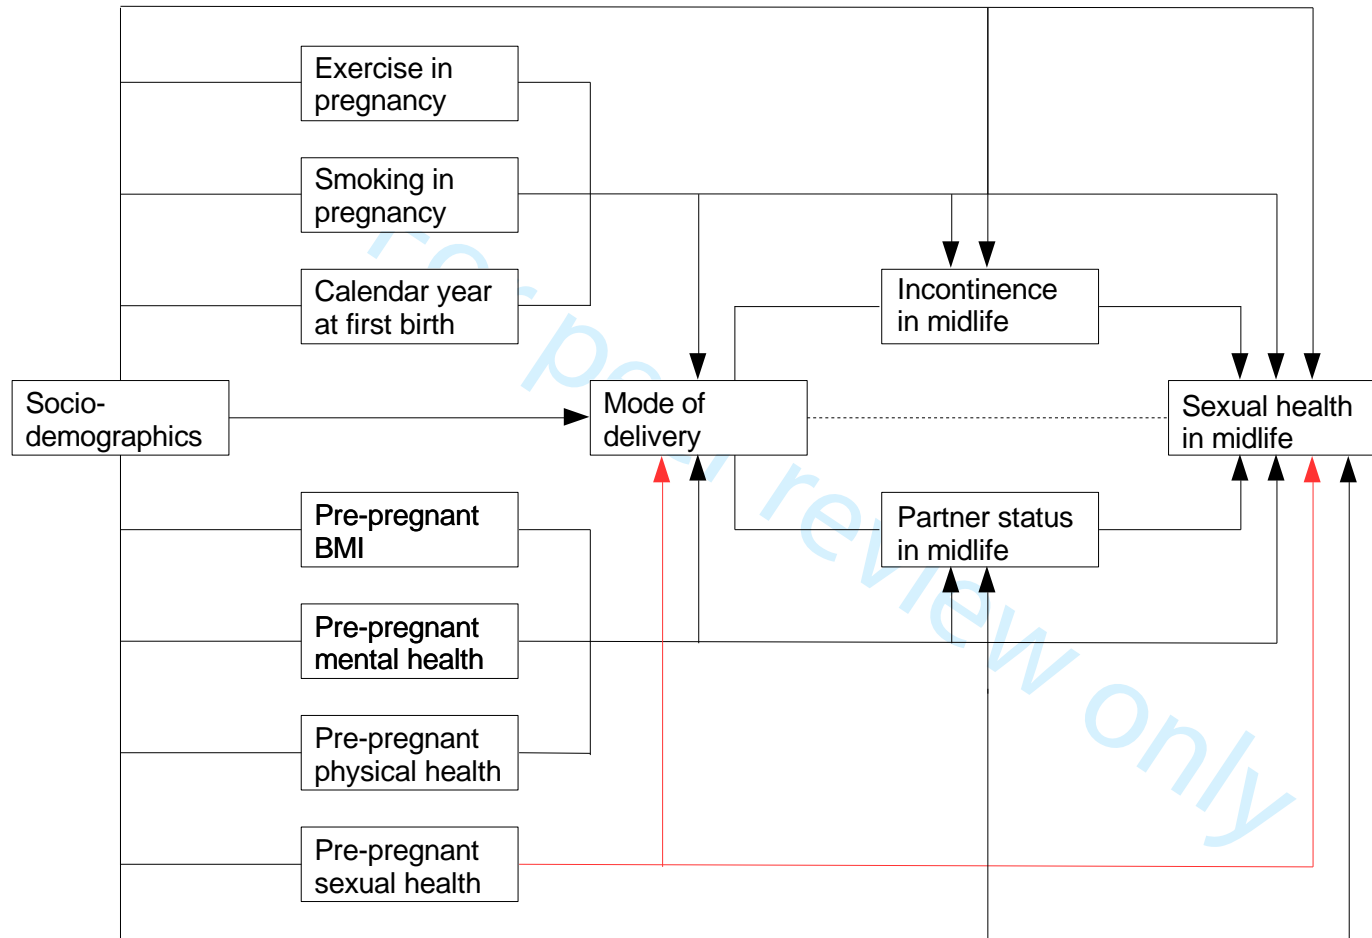 Exercise in
pregnancy
Smoking in
pregnancy
Calendar year
at first birth
Incontinence
in midlife
Socio-
demographics
Mode of
delivery
Sexual health
in midlife
Pre-pregnant
BMI
Partner status
in midlife
Pre-pregnant
mental health
Pre-pregnant
physical health
Pre-pregnant
sexual health
For peer review only